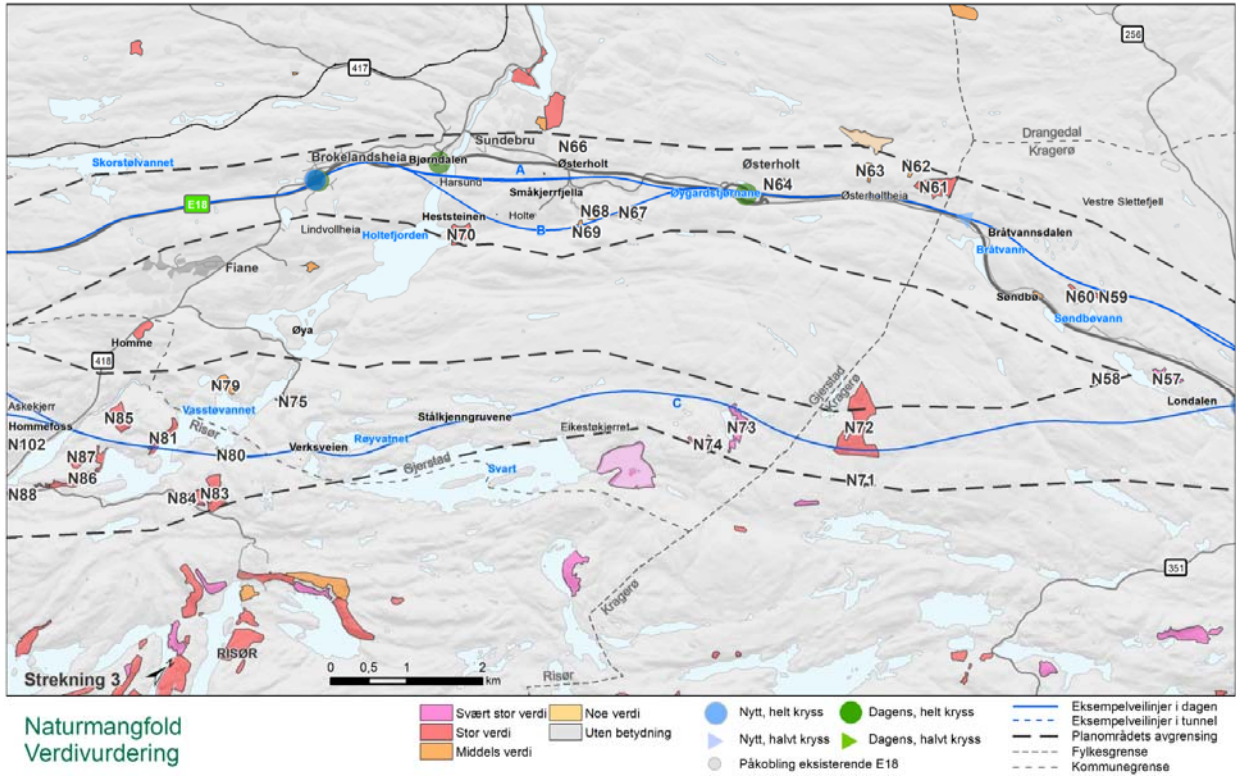 256
417
Drangedal
Kragerø
N66
Sundebru
Skorstølvannet
Brokelandsheia
Bjørndalen
Østerholt
Østerholt
N63
N62
A
Harsund
Småkjerrfjella
Øygardstjørnane
N64
N61
Østerholtheia
Vestre Slettefjell
E18
Heststeinen
Holte
N68
N67
Lindvollheia
Holtefjorden
N70
B
N69
Bråtvannsdalen
Bråtvann
Fiane
Søndbø
N60
N59
Søndbøvann
Øya
Homme
418
N79
N75
Gjerstad
Kragerø
N58
N57
Londalen
Askekjerr
Hommefoss
N85
Vasstøvannet
Risør
Stålkjenngruvene
C
Eikestøkjerret
N73
N72
N102
N81
N80
Verksveien
Røyvatnet
N74
N87
N86
Gjerstad
Svart
N71
N88
N84
N83
351
Kragerø
RISØR
Risør
Strekning 3
0 0,5 1 2
km
Naturmangfold
Verdivurdering
Svært stor verdi
Stor verdi
Middels verdi
Noe verdi
Uten betydning
Nytt, helt kryss
Nytt, halvt kryss
Påkobling eksisterende E18
Dagens, helt kryss
Dagens, halvt kryss
Eksempelveilinjer i dagen
Eksempelveilinjer i tunnel
Planområdets avgrensing
Fylkesgrense
Kommunegrense